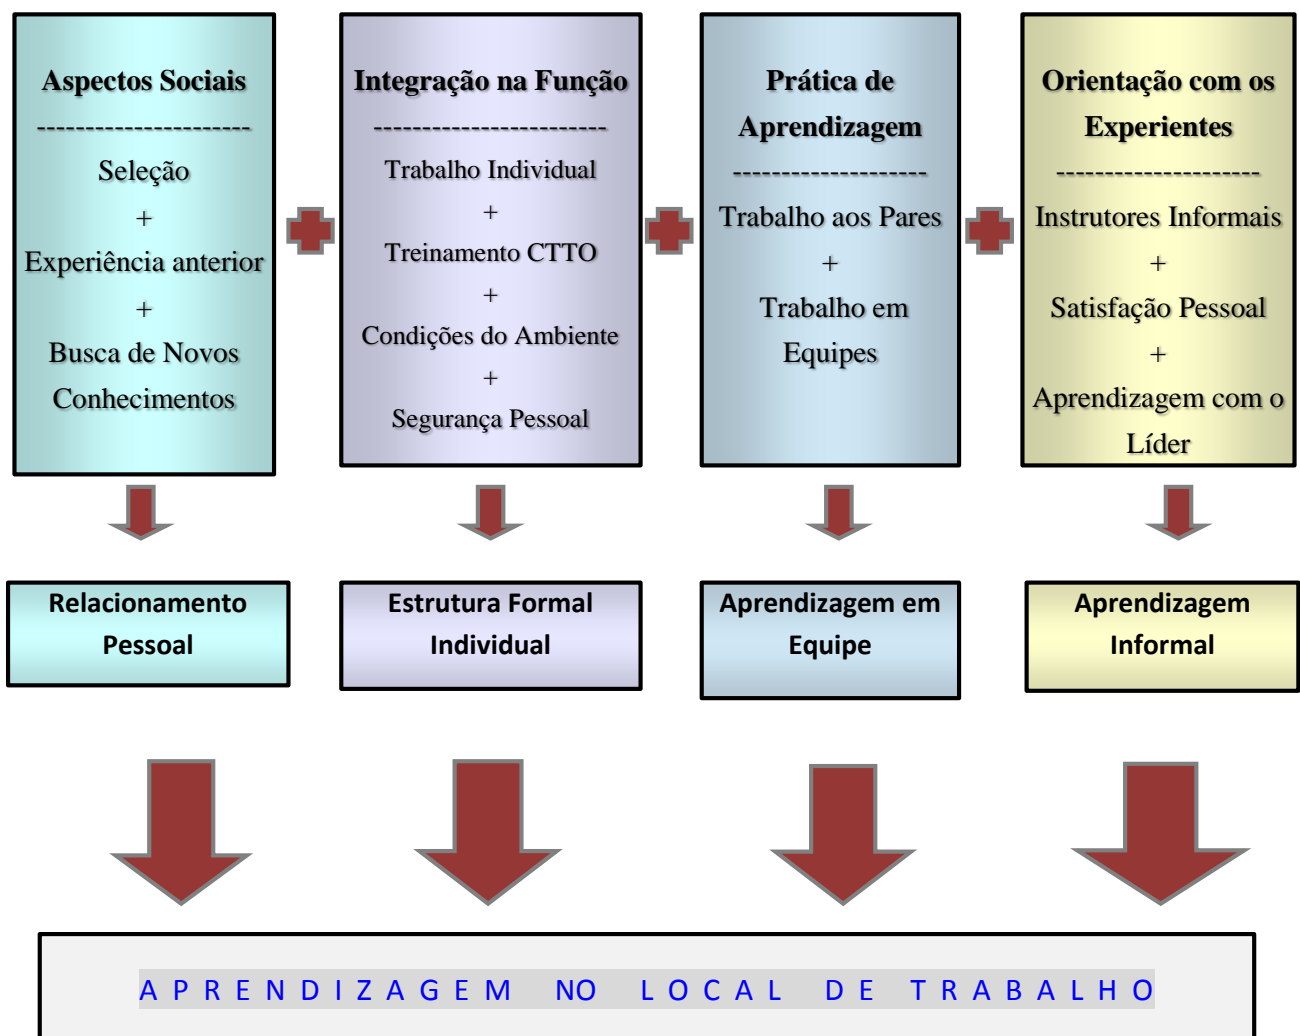 Aspectos Sociais
----------------------
Seleção
+
Experiência anterior
+
Busca de Novos
Conhecimentos
Integração na Função
------------------------
Trabalho Individual
+
Treinamento CTTO
+
Condições do Ambiente
+
Segurança Pessoal
Prática de
Aprendizagem
--------------------
Trabalho aos Pares
+
Trabalho em
Equipes
Orientação com os
Experientes
---------------------
Instrutores Informais
+
Satisfação Pessoal
+
Aprendizagem com o
Líder
Relacionamento
Pessoal
Estrutura Formal
Individual
Aprendizagem em
Equipe
Aprendizagem
Informal
A P R E N D I Z A G E M NO L O C A L D E T R A B A L H O